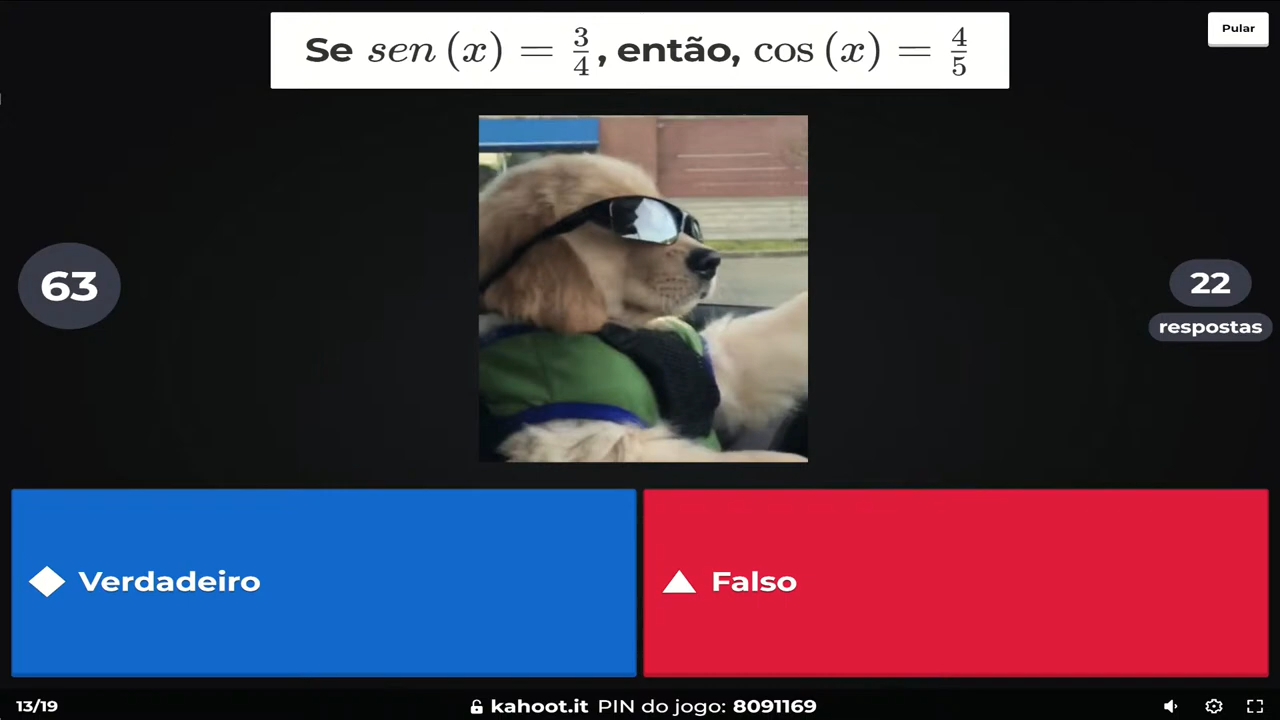 Se sen (x) = 3/4, então, cos (x) = 4/5
Pular
63
22
respostas
Verdadeiro
Falso
13/19
kahoot.it PIN do jogo: 8091169